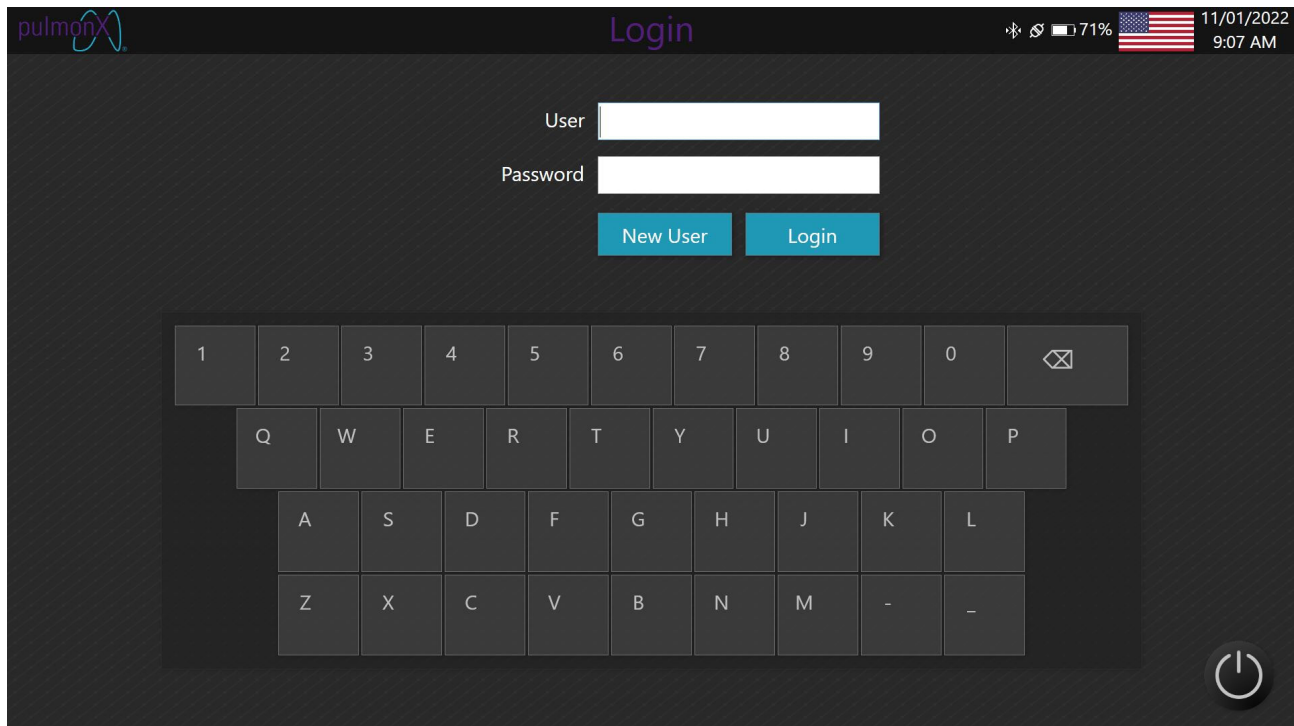 pulmonX®
Login
71%
11/01/2022
9:07 AM
User
Password
New User Login
1 2 3 4 5 6 7 8 9 0
Q W E R T Y U I O P
A S D F G H J K L
Z X C V B N M - _